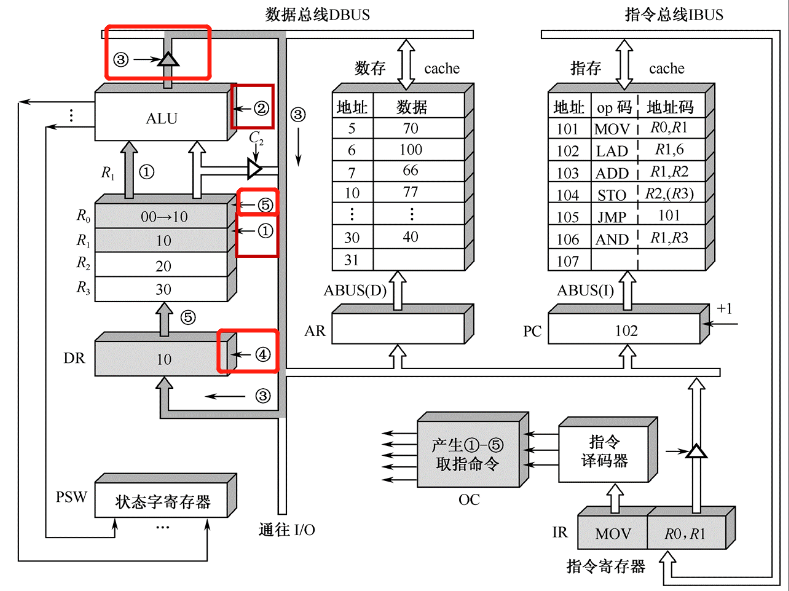 数据总线DBUS
指令总线IBUS
③
数存
cache
指存
cache
②
ALU
③
C₂
地址
数据
5
70
6
100
7
66
10
77
⋮
⋮
30
40
31
地址
op 码
地址码
101
MOV
R0,R1
102
LAD
R1,6
103
ADD
R1,R2
104
STO
R2,(R3)
105
JMP
101
106
AND
R1,R3
107
R₁
①
⑤
①
R₀
00→10
R₁
10
R₂
20
R₃
30
ABUS(D)
ABUS(I)
⑤
AR
PC
102
+1
DR
10
④
③
产生①-⑤
取指命令
OC
指令
译码器
PSW
状态字寄存器
…
通往 I/O
IR
MOV
R0，R1
指令寄存器